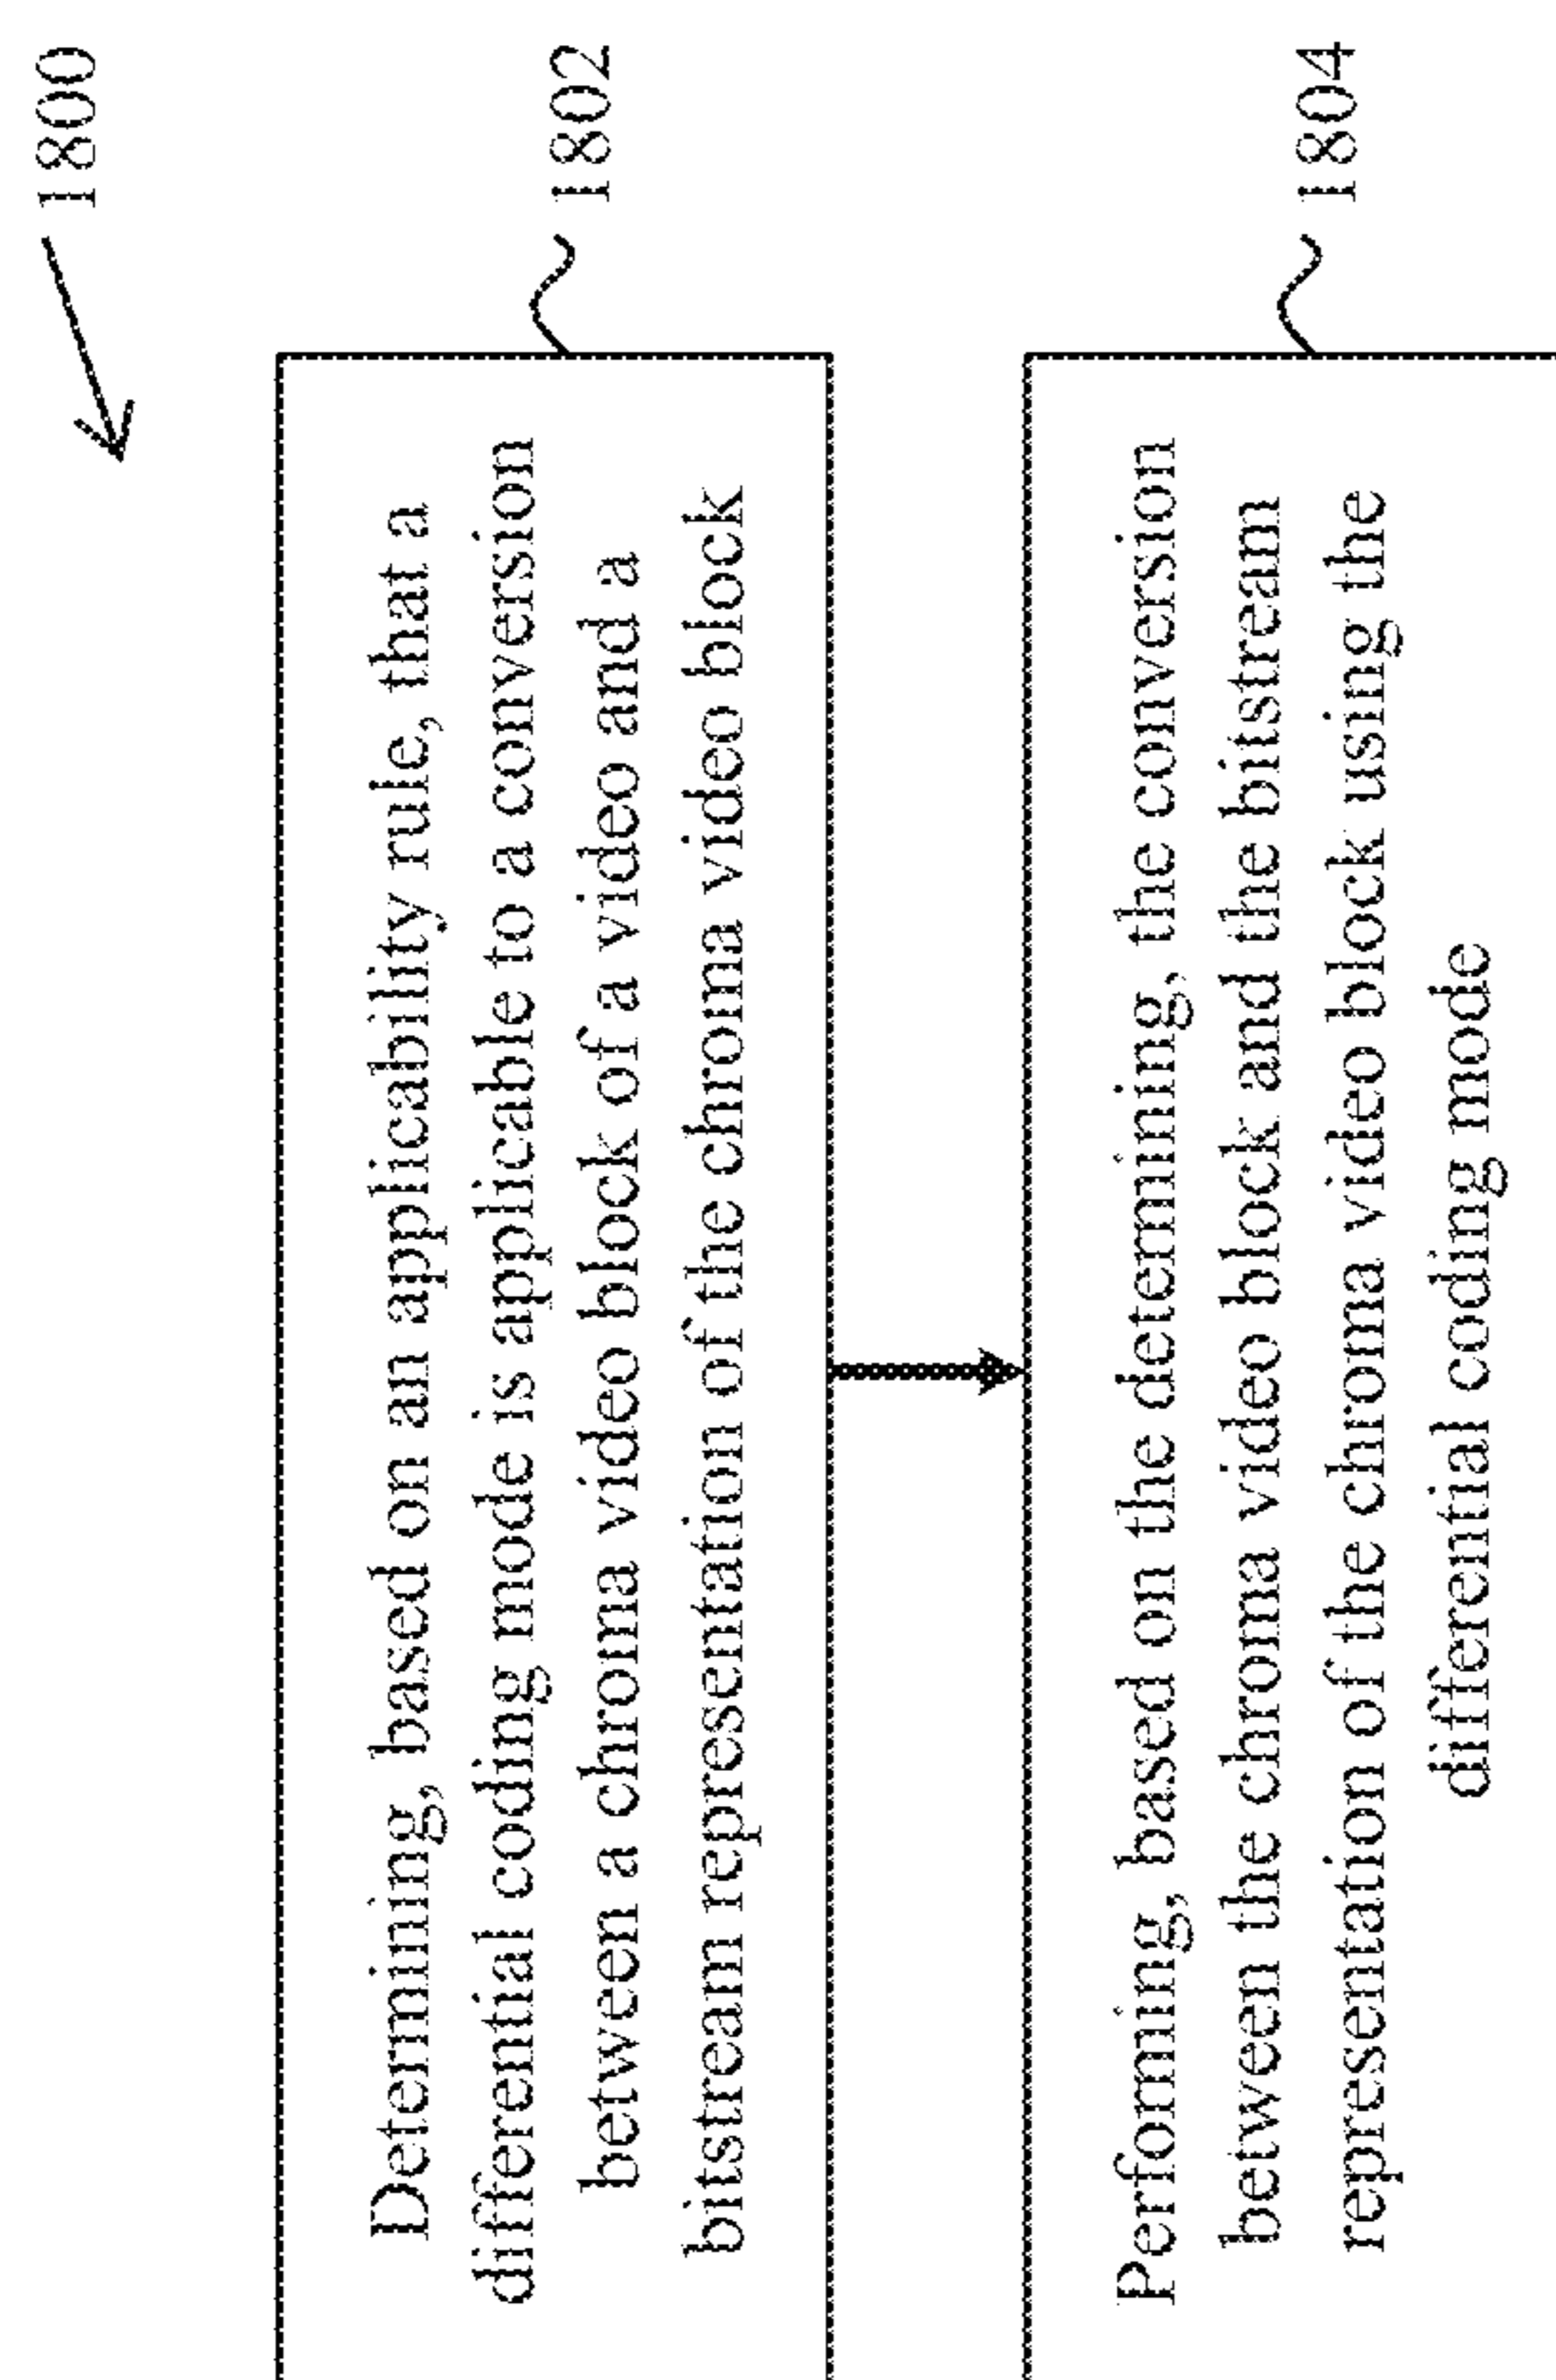 1800
Determining, based on an applicability rule, that a
differential coding mode is applicable to a conversion
between a chroma video block of a video and a
bitstream representation of the chroma video block
1802
Performing, based on the determining, the conversion
between the chroma video block and the bitstream
representation of the chroma video block using the
differential coding mode
1804